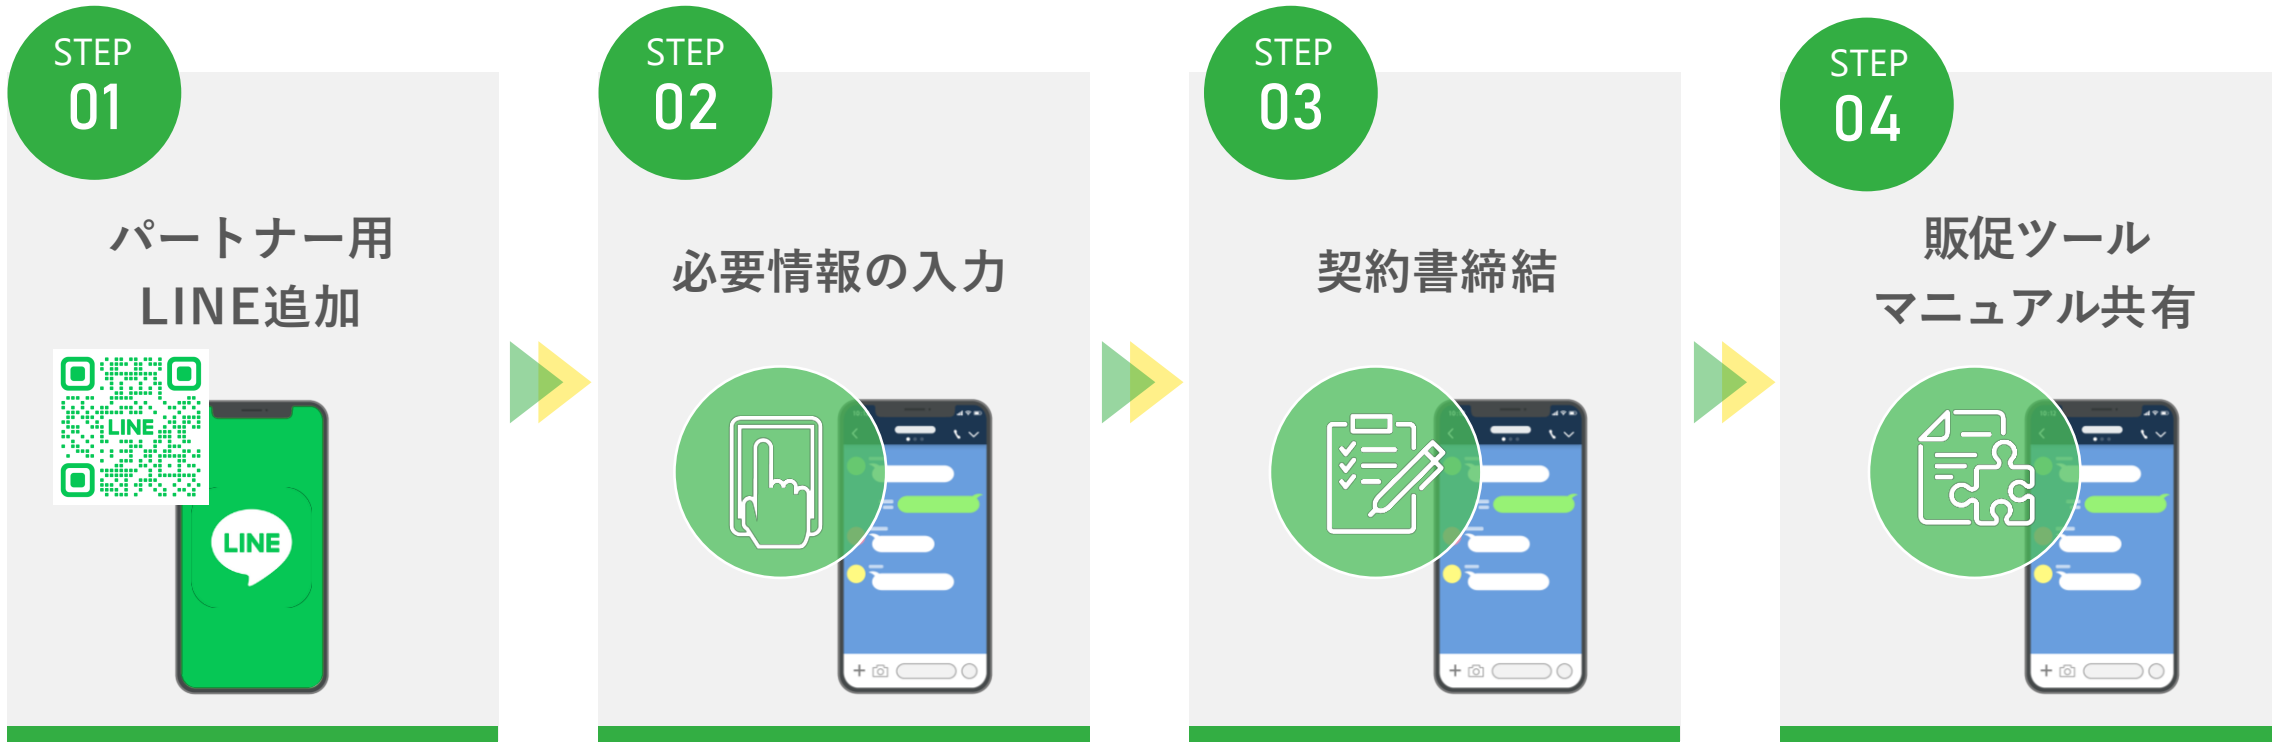 STEP
01
パートナー用
LINE追加
LINE
LINE
STEP
02
必要情報の入力
STEP
03
契約書締結
STEP
04
販促ツール
マニュアル共有